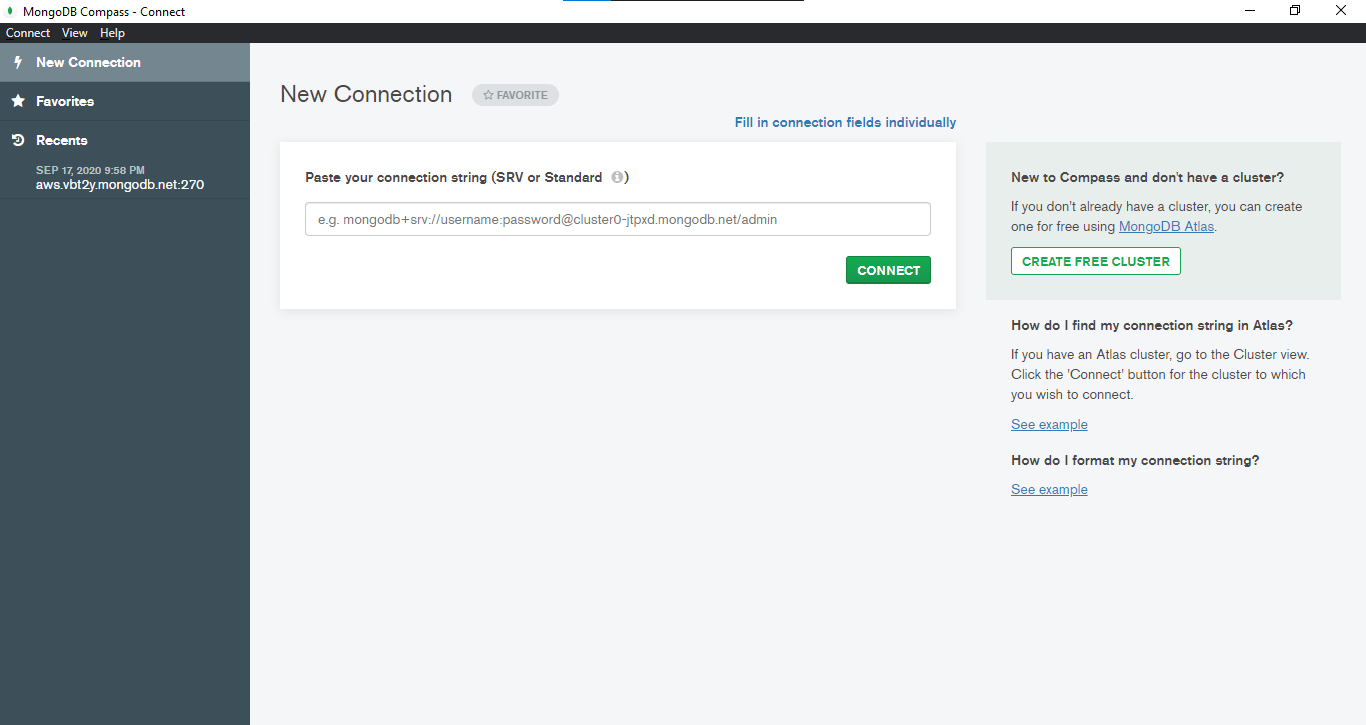 MongoDB Compass - Connect
Connect View Help
New Connection
Favorites
Recents
SEP 17, 2020 9:58 PM
aws.vbt2y.mongodb.net:270
New Connection
FAVORITE
Fill in connection fields individually
Paste your connection string (SRV or Standard )
e.g. mongodb+srv://username:password@cluster0-jtpxd.mongodb.net/admin
CONNECT
New to Compass and don't have a cluster?
If you don't already have a cluster, you can create
one for free using MongoDB Atlas.
CREATE FREE CLUSTER
How do I find my connection string in Atlas?
If you have an Atlas cluster, go to the Cluster view.
Click the 'Connect' button for the cluster to which
you wish to connect.
See example
How do I format my connection string?
See example